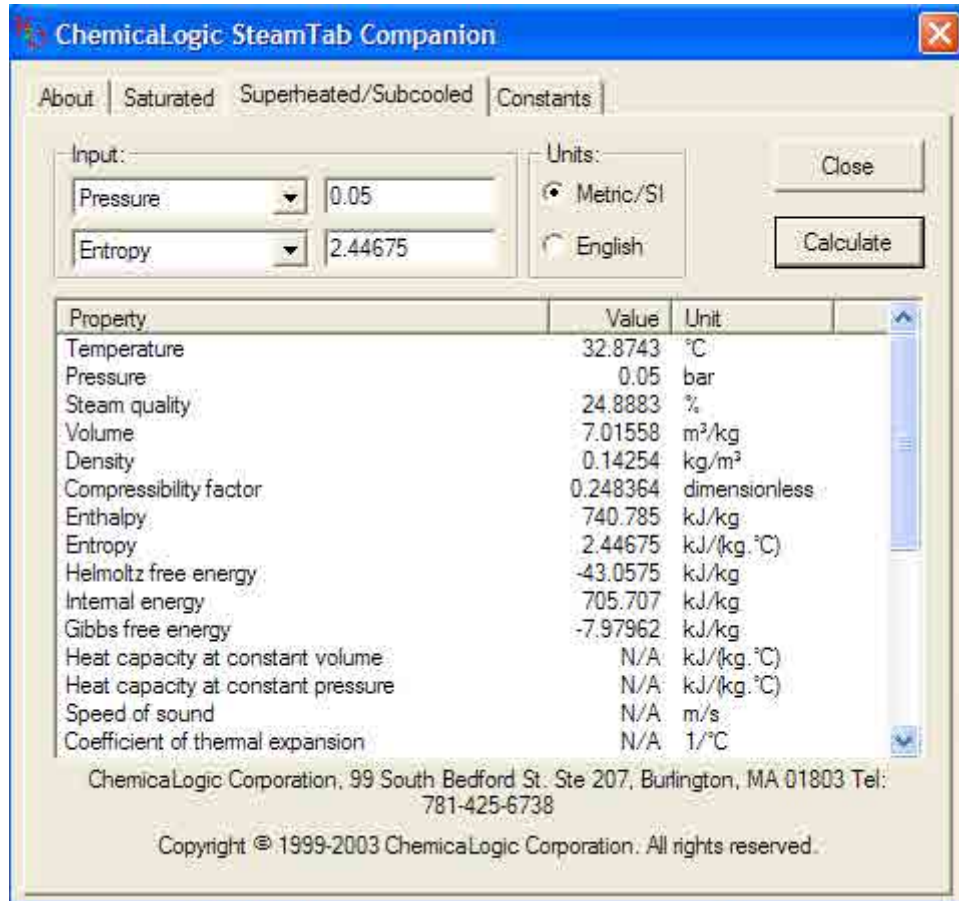 ChemicaLogic SteamTab Companion
About Saturated Superheated/Subcooled Constants
Input: Units:
Pressure 0.05 Metric/SI Close
Entropy 2.44675 English Calculate
Property Value Unit
Temperature 32.8743 °C
Pressure 0.05 bar
Steam quality 24.8883 %
Volume 7.01558 m³/kg
Density 0.14254 kg/m³
Compressibility factor 0.248364 dimensionless
Enthalpy 740.785 kJ/kg
Entropy 2.44675 kJ/(kg.°C)
Helmoltz free energy -43.0575 kJ/kg
Internal energy 705.707 kJ/kg
Gibbs free energy -7.97962 kJ/kg
Heat capacity at constant volume N/A kJ/(kg.°C)
Heat capacity at constant pressure N/A kJ/(kg.°C)
Speed of sound N/A m/s
Coefficient of thermal expansion N/A 1/°C
ChemicaLogic Corporation, 99 South Bedford St. Ste 207, Burlington, MA 01803 Tel:
781-425-6738
Copyright © 1999-2003 ChemicaLogic Corporation. All rights reserved.